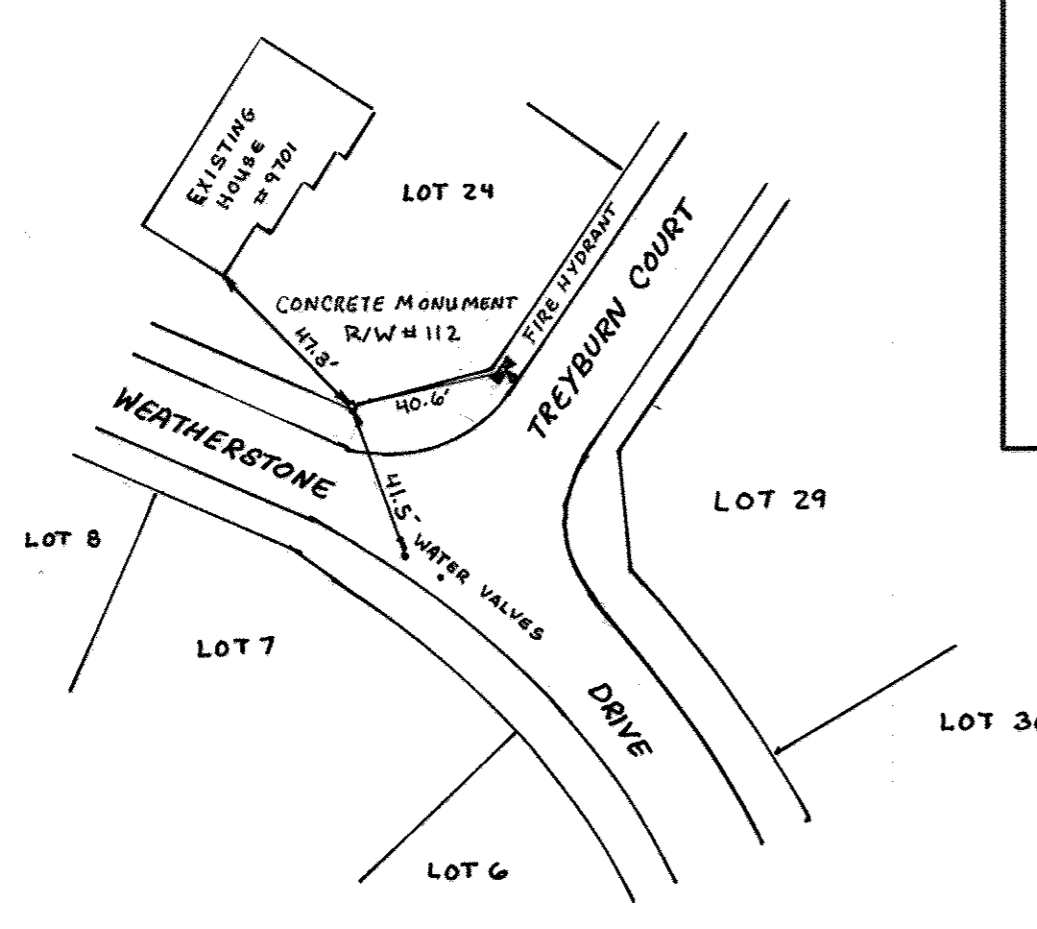 EXISTING
HOUSE
# 9701
LOT 24
CONCRETE MONUMENT
R/W # 112
FIRE HYDRANT
TREYBURN COURT
47.3'
40.6'
WEATHERSTONE
41.5'
WATER VALVES
LOT 29
LOT 8
LOT 7
DRIVE
LOT 6